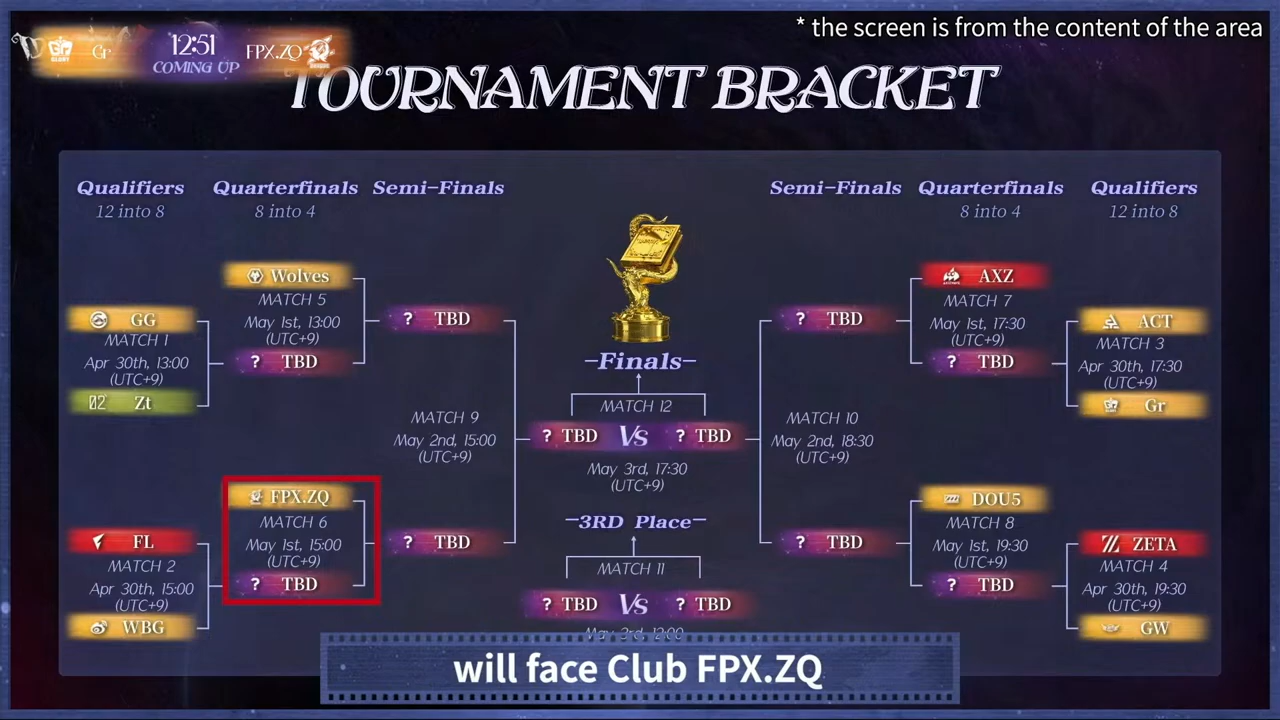 * the screen is from the content of the area
Gr
12:51
COMING UP
FPX.ZQ
TOURNAMENT BRACKET
Qualifiers
12 into 8
Quarterfinals
8 into 4
Semi-Finals
Semi-Finals
Quarterfinals
8 into 4
Qualifiers
12 into 8
GG
MATCH 1
Apr 30th, 13:00
(UTC+9)
Zt
FL
MATCH 2
Apr 30th, 15:00
(UTC+9)
WBG
Wolves
MATCH 5
May 1st, 13:00
(UTC+9)
? TBD
FPX.ZQ
MATCH 6
May 1st, 15:00
(UTC+9)
? TBD
? TBD
MATCH 9
May 2nd, 15:00
(UTC+9)
? TBD
-Finals-
MATCH 12
? TBD Vs ? TBD
May 3rd, 17:30
(UTC+9)
-3RD Place-
MATCH 11
? TBD Vs ? TBD
May 3rd, 12:00
? TBD
MATCH 10
May 2nd, 18:30
(UTC+9)
? TBD
AXZ
MATCH 7
May 1st, 17:30
(UTC+9)
? TBD
DOU5
MATCH 8
May 1st, 19:30
(UTC+9)
? TBD
ACT
MATCH 3
Apr 30th, 17:30
(UTC+9)
Gr
ZETA
MATCH 4
Apr 30th, 19:30
(UTC+9)
GW
will face Club FPX.ZQ